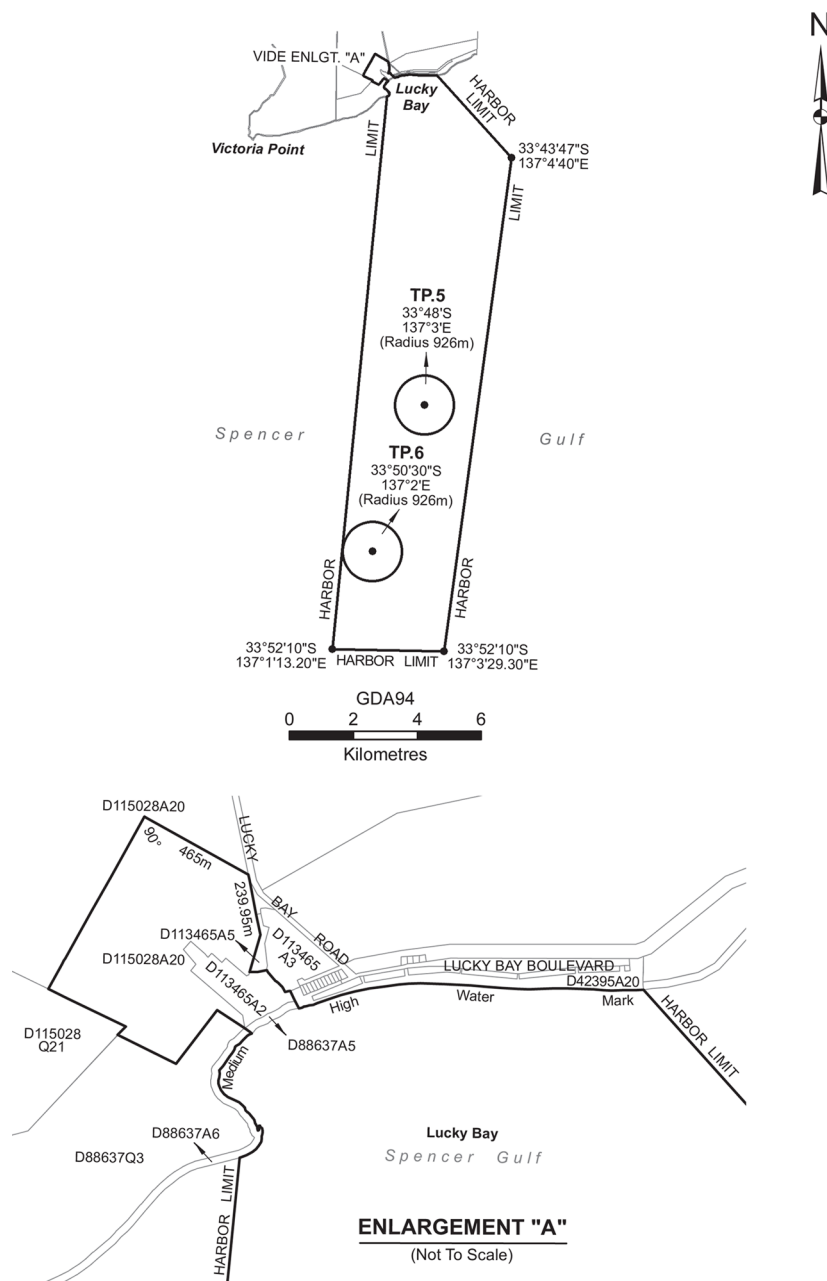 N
VIDE ENLGT. "A"
Lucky
Bay
HARBOR
LIMIT
Victoria Point
LIMIT
33°43'47"S
137°4'40"E
LIMIT
TP.5
33°48'S
137°3'E
(Radius 926m)
Spencer
Gulf
TP.6
33°50'30"S
137°2'E
(Radius 926m)
HARBOR
HARBOR
33°52'10"S
137°1'13.20"E
HARBOR LIMIT
33°52'10"S
137°3'29.30"E
GDA94
0 2 4 6
Kilometres
D115028A20
90°
465m
LUCKY
BAY
ROAD
239.95m
D113465A5
D113465
A3
D115028A20
D113465A2
LUCKY BAY BOULEVARD
D42395A20
High
Water
Mark
HARBOR LIMIT
D115028
Q21
D88637A5
Medium
D88637A6
D88637Q3
Lucky Bay
Spencer Gulf
HARBOR LIMIT
ENLARGEMENT "A"
(Not To Scale)